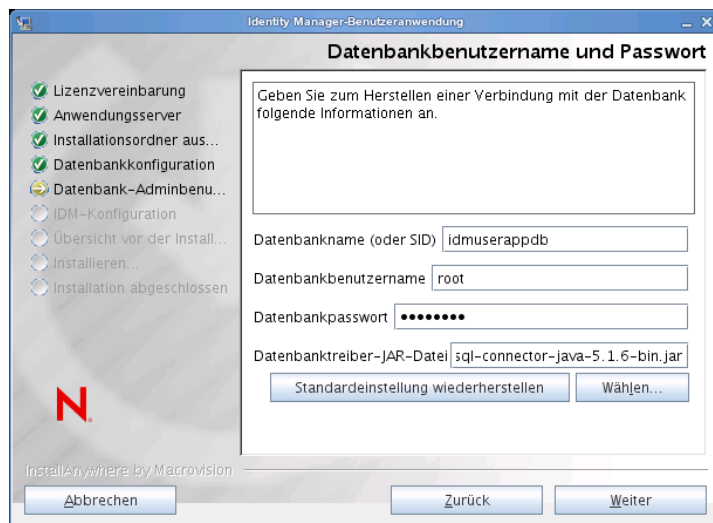 Identity Manager-Benutzeranwendung
Datenbankbenutzername und Passwort
Lizenzvereinbarung
Anwendungsserver
Installationsordner aus...
Datenbankkonfiguration
Datenbank-Adminbenu...
IDM-Konfiguration
Übersicht vor der Install...
Installieren...
Installation abgeschlossen
Geben Sie zum Herstellen einer Verbindung mit der Datenbank
folgende Informationen an.
Datenbankname (oder SID) idmuserappdb
Datenbankbenutzername root
Datenbankpasswort ••••••••
Datenbanktreiber-JAR-Datei sql-connector-java-5.1.6-bin.jar
Standardeinstellung wiederherstellen Wählen...
N
InstallAnywhere by Macrovision
Abbrechen Zurück Weiter